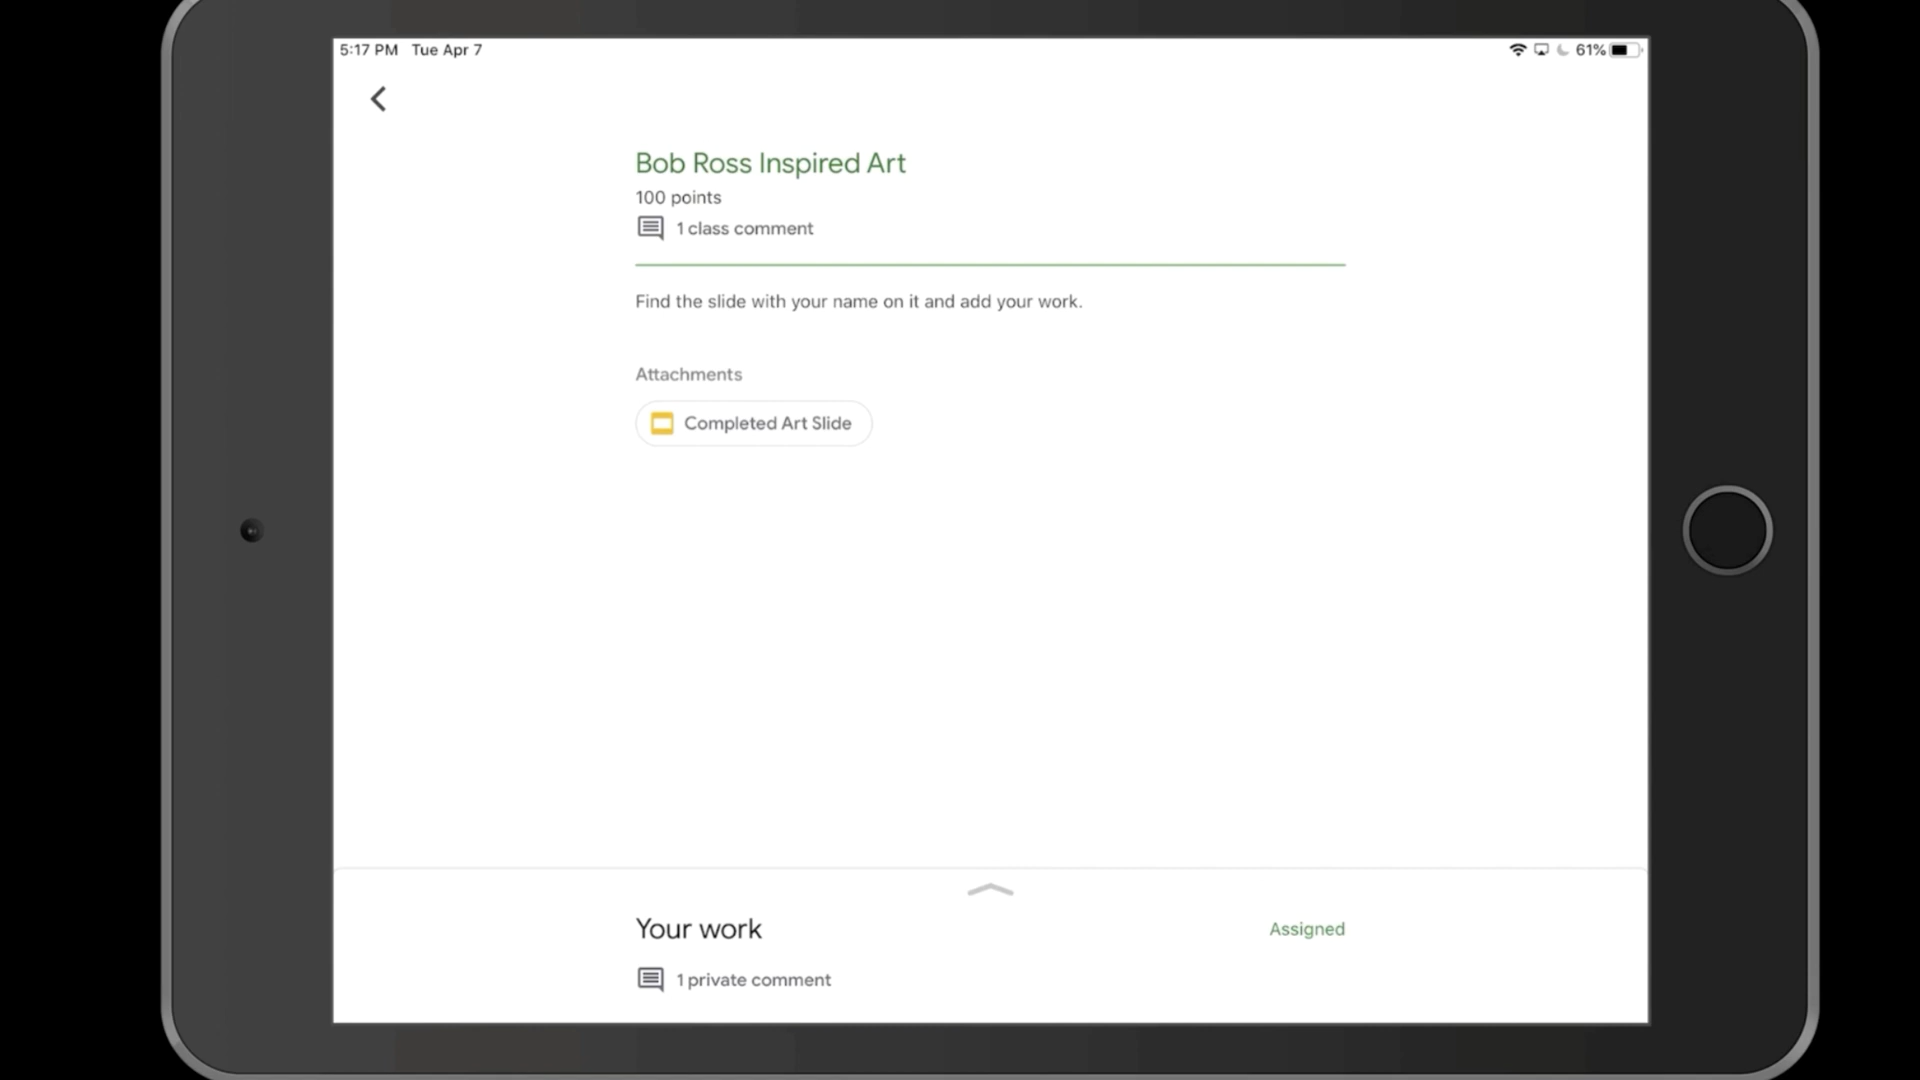 5:17 PM Tue Apr 7
61%
Bob Ross Inspired Art
100 points
1 class comment
Find the slide with your name on it and add your work.
Attachments
Completed Art Slide
Your work
Assigned
1 private comment